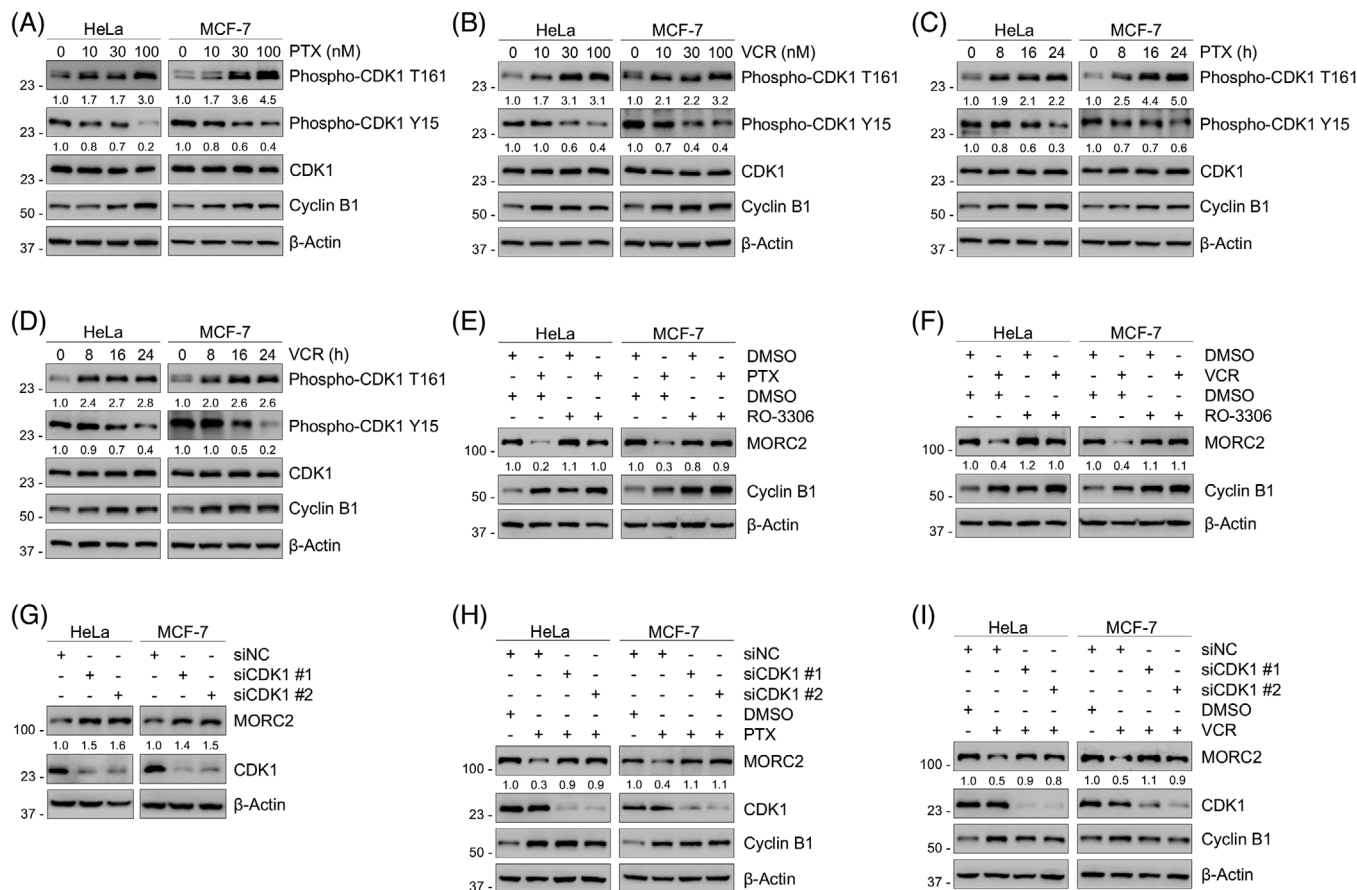 (A)
HeLa MCF-7
0 10 30 100 0 10 30 100 PTX (nM)
23 - Phospho-CDK1 T161
1.0 1.7 1.7 3.0 1.0 1.7 3.6 4.5
23 - Phospho-CDK1 Y15
1.0 0.8 0.7 0.2 1.0 0.8 0.6 0.4
23 - CDK1
50 - Cyclin B1
37 - β-Actin
(B)
HeLa MCF-7
0 10 30 100 0 10 30 100 VCR (nM)
23 - Phospho-CDK1 T161
1.0 1.7 3.1 3.1 1.0 2.1 2.2 3.2
23 - Phospho-CDK1 Y15
1.0 1.0 0.6 0.4 1.0 0.7 0.4 0.4
23 - CDK1
50 - Cyclin B1
37 - β-Actin
(C)
HeLa MCF-7
0 8 16 24 0 8 16 24 PTX (h)
23 - Phospho-CDK1 T161
1.0 1.9 2.1 2.2 1.0 2.5 4.4 5.0
23 - Phospho-CDK1 Y15
1.0 0.8 0.6 0.3 1.0 0.7 0.7 0.6
23 - CDK1
50 - Cyclin B1
37 - β-Actin
(D)
HeLa MCF-7
0 8 16 24 0 8 16 24 VCR (h)
23 - Phospho-CDK1 T161
1.0 2.4 2.7 2.8 1.0 2.0 2.6 2.6
23 - Phospho-CDK1 Y15
1.0 0.9 0.7 0.4 1.0 1.0 0.5 0.2
23 - CDK1
50 - Cyclin B1
37 - β-Actin
(E)
HeLa MCF-7
+ - + - + - + - DMSO
- + - + - + - + PTX
+ + - - + + - - DMSO
- - + + - - + + RO-3306
100 - MORC2
1.0 0.2 1.1 1.0 1.0 0.3 0.8 0.9
50 - Cyclin B1
37 - β-Actin
(F)
HeLa MCF-7
+ - + - + - + - DMSO
- + - + - + - + VCR
+ + - - + + - - DMSO
- - + + - - + + RO-3306
100 - MORC2
1.0 0.4 1.2 1.0 1.0 0.4 1.1 1.1
50 - Cyclin B1
37 - β-Actin
(G)
HeLa MCF-7
+ - - + - - siNC
- + - - + - siCDK1 #1
- - + - - + siCDK1 #2
100 - MORC2
1.0 1.5 1.6 1.0 1.4 1.5
23 - CDK1
37 - β-Actin
(H)
HeLa MCF-7
+ + - - + + - - siNC
- - + - - - + - siCDK1 #1
- - - + - - - + siCDK1 #2
+ - - - + - - - DMSO
- + + + - + + + PTX
100 - MORC2
1.0 0.3 0.9 0.9 1.0 0.4 1.1 1.1
23 - CDK1
50 - Cyclin B1
37 - β-Actin
(I)
HeLa MCF-7
+ + - - + + - - siNC
- - + - - - + - siCDK1 #1
- - - + - - - + siCDK1 #2
+ - - - + - - - DMSO
- + + + - + + + VCR
100 - MORC2
1.0 0.5 0.9 0.8 1.0 0.5 1.1 0.9
23 - CDK1
50 - Cyclin B1
37 - β-Actin